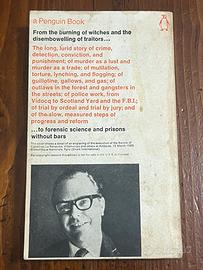 a Penguin Book
From the burning of witches and the
disembowelling of traitors...
The long, lurid story of crime,
detection, conviction, and
punishment; of murder as a lust and
murder as a trade; of mutilation,
torture, lynching, and flogging; of
guillotine, gallows, and gas; of
outlaws in the forest and gangsters in
the streets; of police work, from
Vidocq to Scotland Yard and the F.B.I.;
of trial by ordeal and trial by jury; and
of the slow, measured steps of
progress and reform
...to forensic science and prisons
without bars